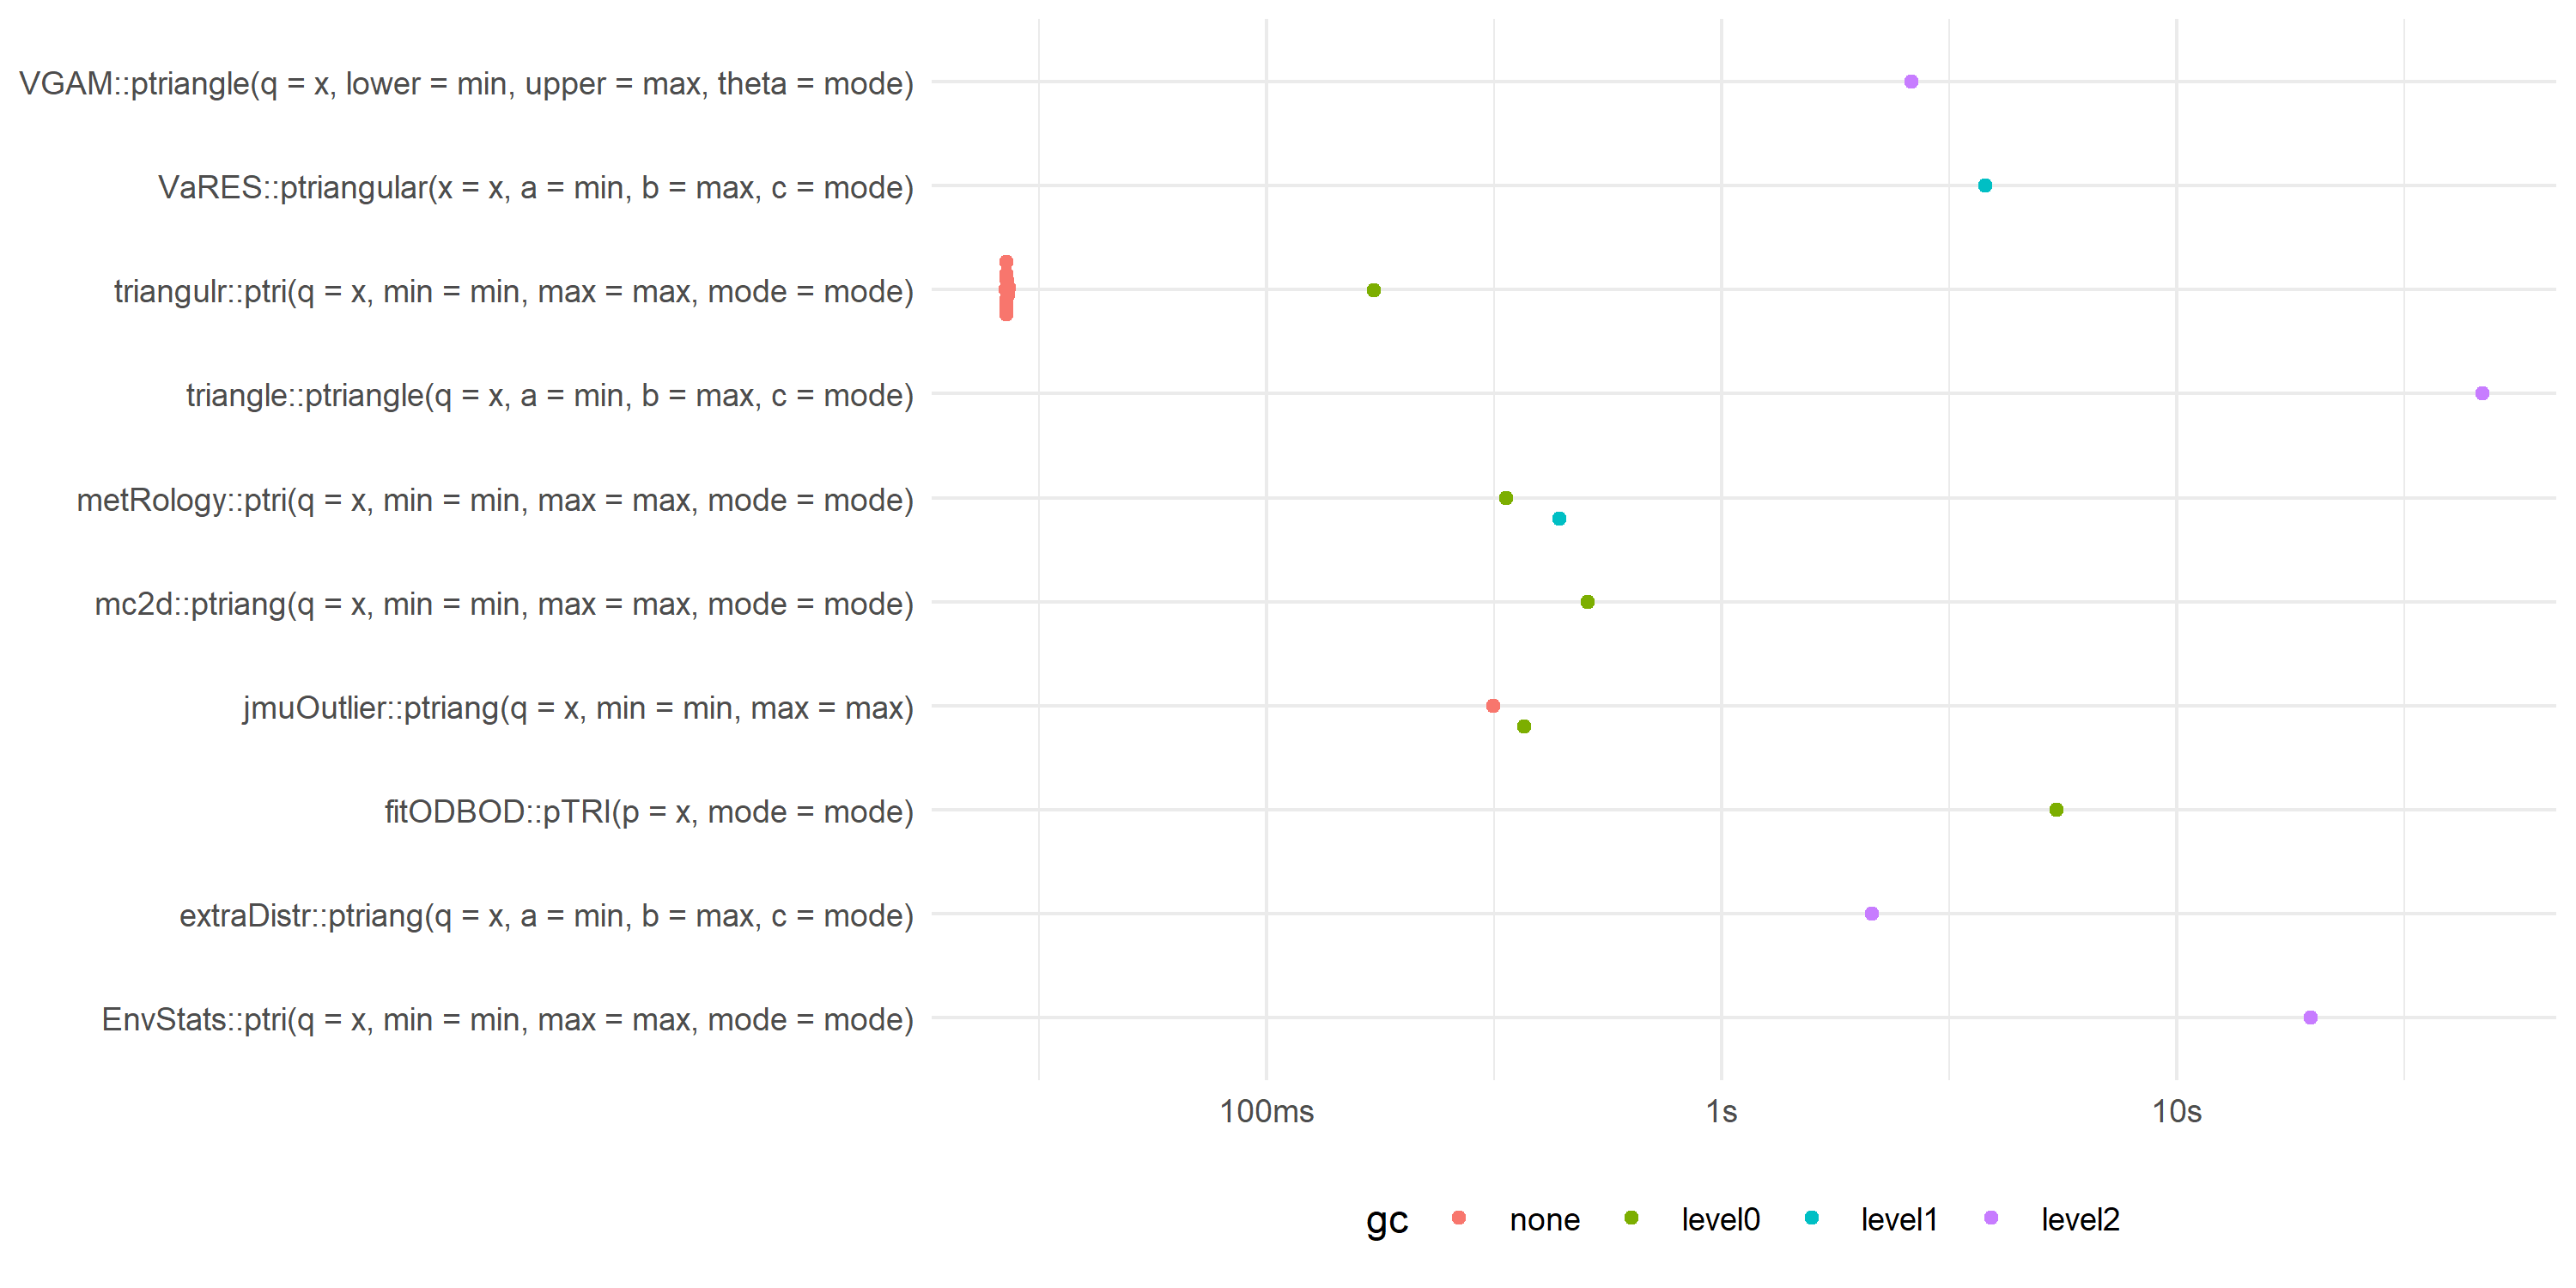 VGAM::ptriangle(q = x, lower = min, upper = max, theta = mode)
VaRES::ptriangular(x = x, a = min, b = max, c = mode)
triangulr::ptri(q = x, min = min, max = max, mode = mode)
triangle::ptriangle(q = x, a = min, b = max, c = mode)
metRology::ptri(q = x, min = min, max = max, mode = mode)
mc2d::ptriang(q = x, min = min, max = max, mode = mode)
jmuOutlier::ptriang(q = x, min = min, max = max)
fitODBOD::pTRI(p = x, mode = mode)
extraDistr::ptriang(q = x, a = min, b = max, c = mode)
EnvStats::ptri(q = x, min = min, max = max, mode = mode)
100ms 1s 10s
gc none level0 level1 level2